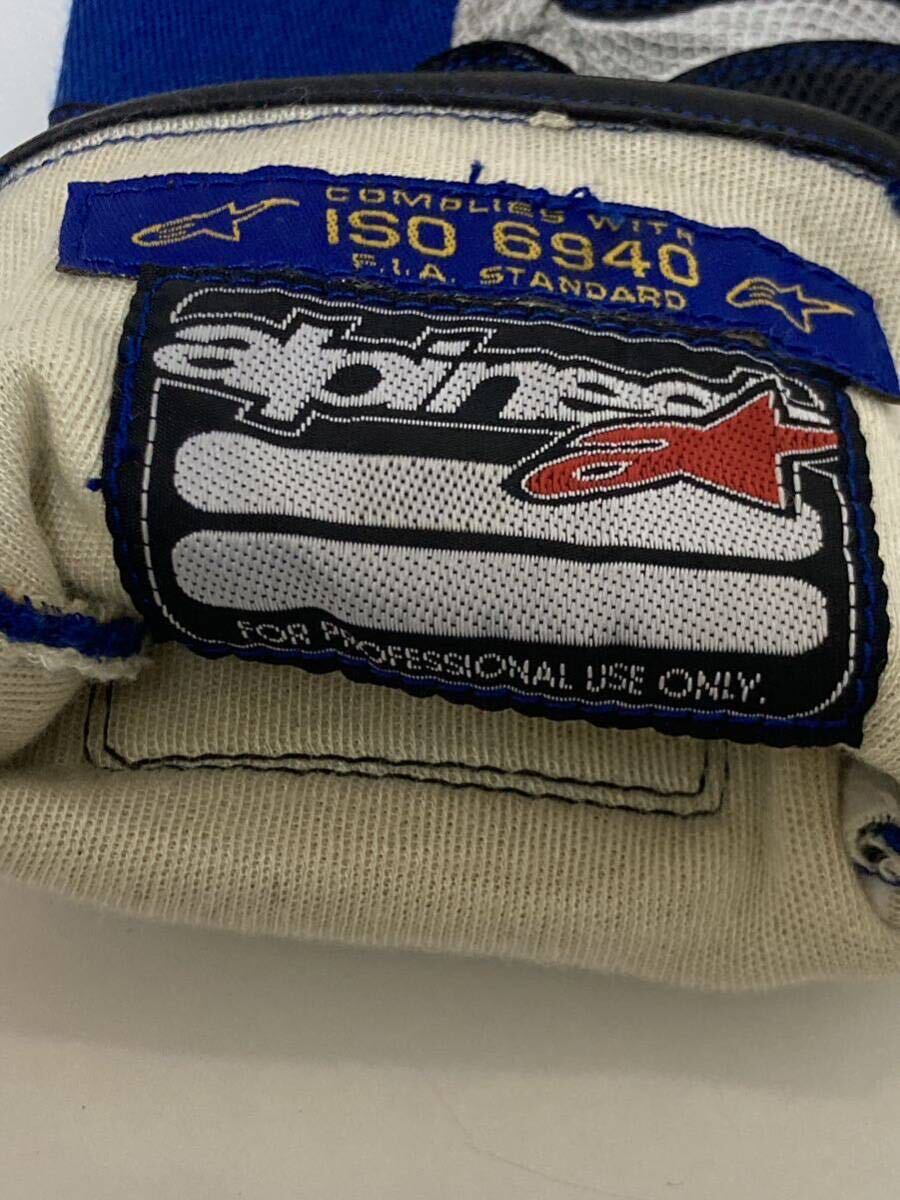 COMPLIES WITH
ISO 6940
F.I.A. STANDARD
alpinestars
FOR PROFESSIONAL USE ONLY.